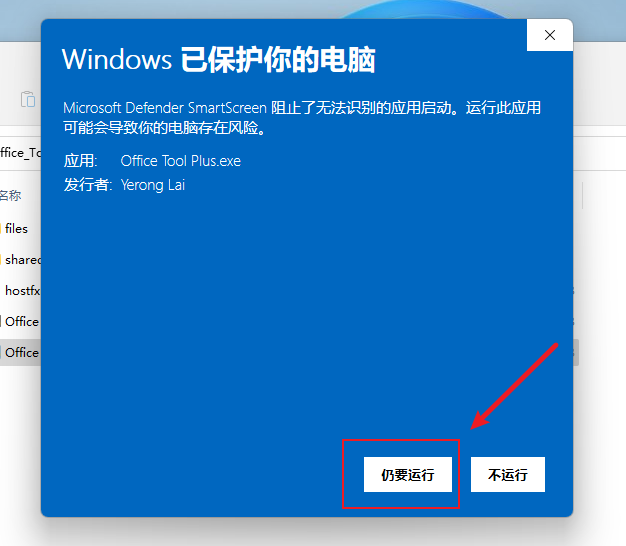 Windows 已保护你的电脑
Microsoft Defender SmartScreen 阻止了无法识别的应用启动。运行此应用
可能会导致你的电脑存在风险。
ffice_To
应用: Office Tool Plus.exe
发行者: Yerong Lai
名称
files
shared
hostfx
Office
Office
仍要运行
不运行